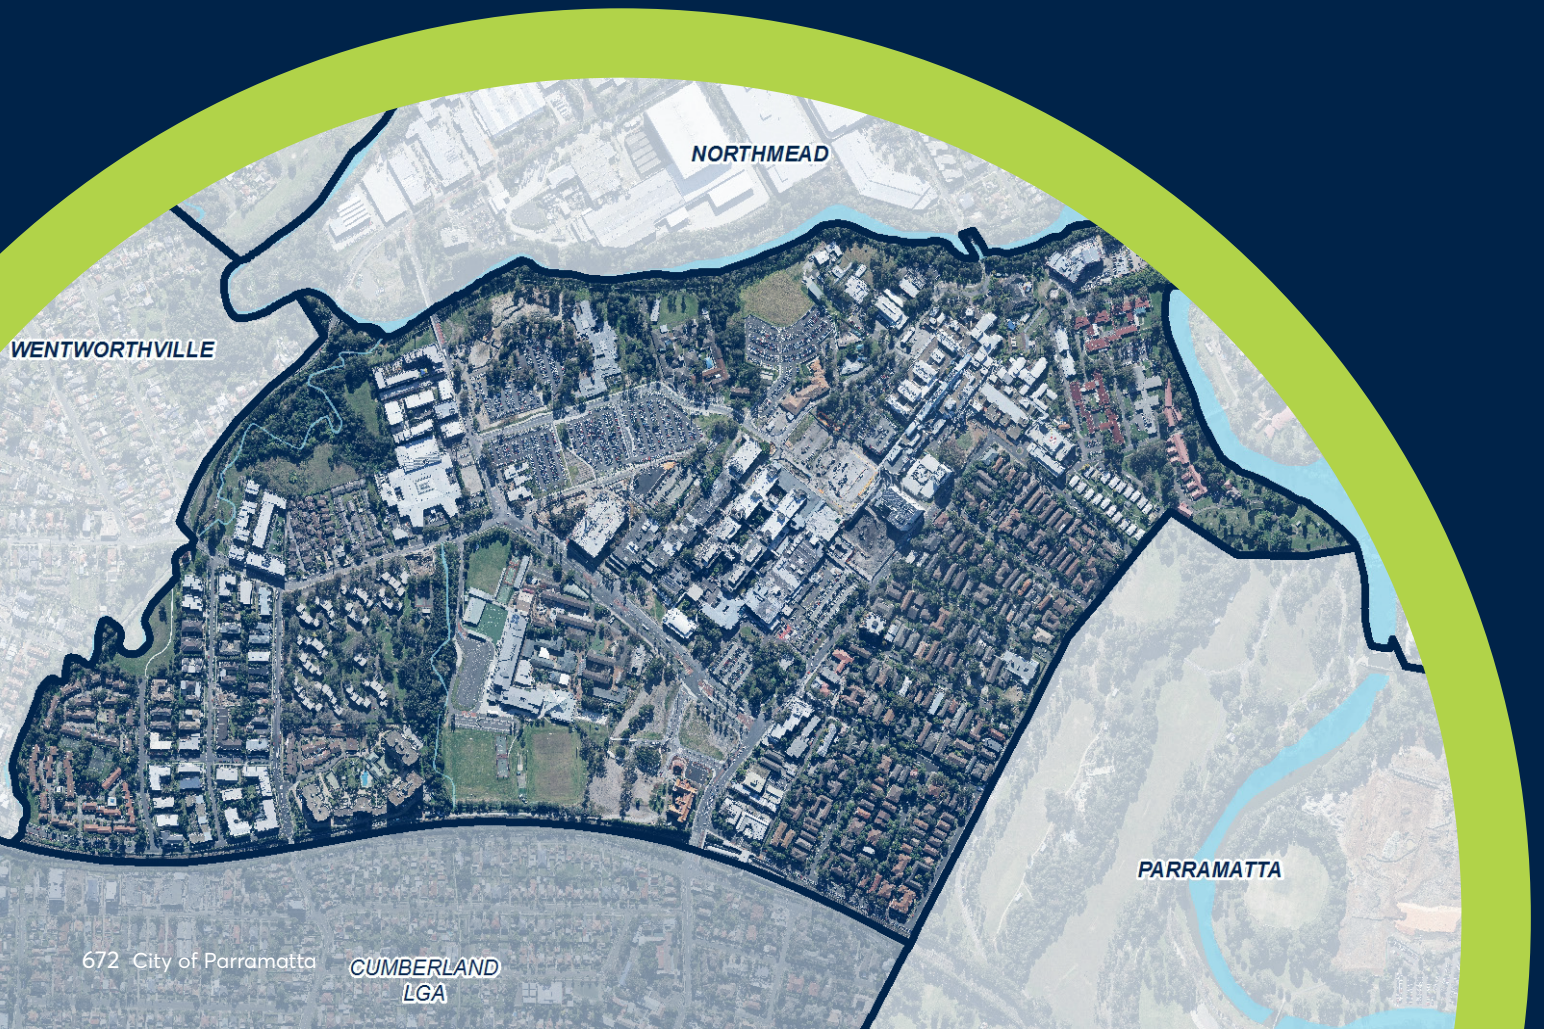 NORTHMEAD
WENTWORTHVILLE
PARRAMATTA
672 City of Parramatta
CUMBERLAND
LGA